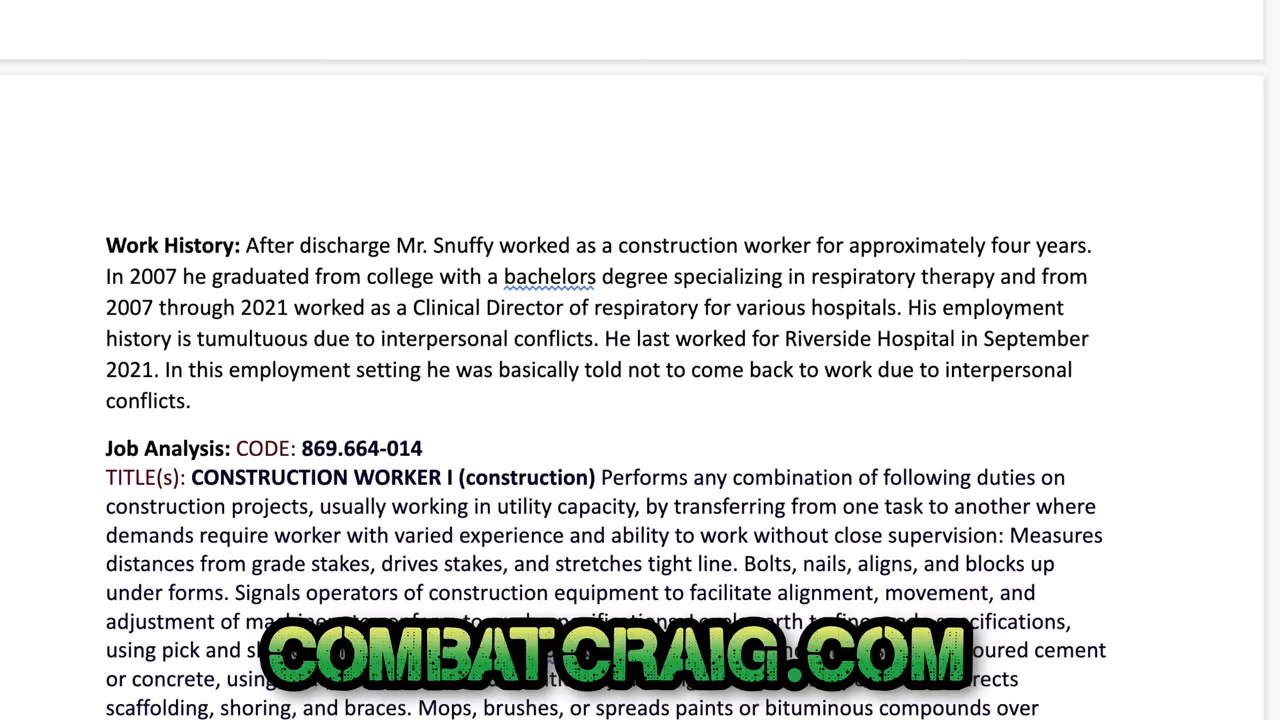 Work History: After discharge Mr. Snuffy worked as a construction worker for approximately four years.
In 2007 he graduated from college with a bachelors degree specializing in respiratory therapy and from
2007 through 2021 worked as a Clinical Director of respiratory for various hospitals. His employment
history is tumultuous due to interpersonal conflicts. He last worked for Riverside Hospital in September
2021. In this employment setting he was basically told not to come back to work due to interpersonal
conflicts.
Job Analysis: CODE: 869.664-014
TITLE(s): CONSTRUCTION WORKER I (construction) Performs any combination of following duties on
construction projects, usually working in utility capacity, by transferring from one task to another where
demands require worker with varied experience and ability to work without close supervision: Measures
distances from grade stakes, drives stakes, and stretches tight line. Bolts, nails, aligns, and blocks up
under forms. Signals operators of construction equipment to facilitate alignment, movement, and
adjustment of
using pick and cement
or concrete,
scaffolding, shoring, and braces. Mops, brushes, or spreads paints or bituminous compounds over
COMBATCRAIG.COM